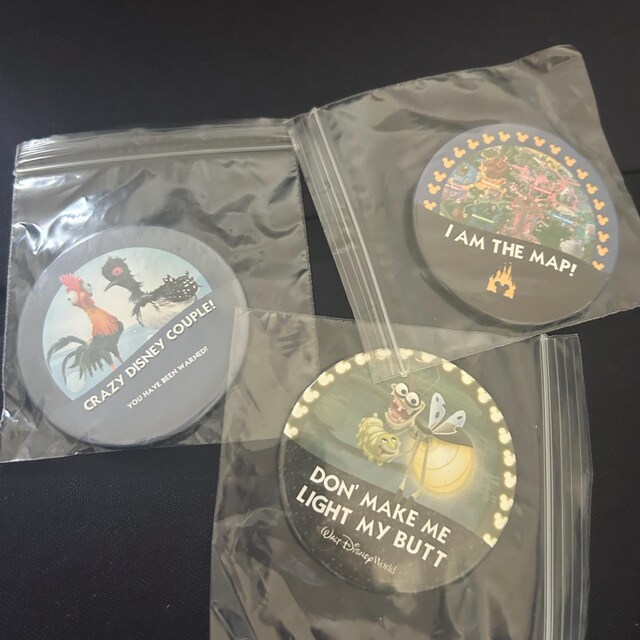 CRAZY DISNEY COUPLE!
YOU HAVE BEEN WARNED!
I AM THE MAP!
DON' MAKE ME
LIGHT MY BUTT
Walt Disney World